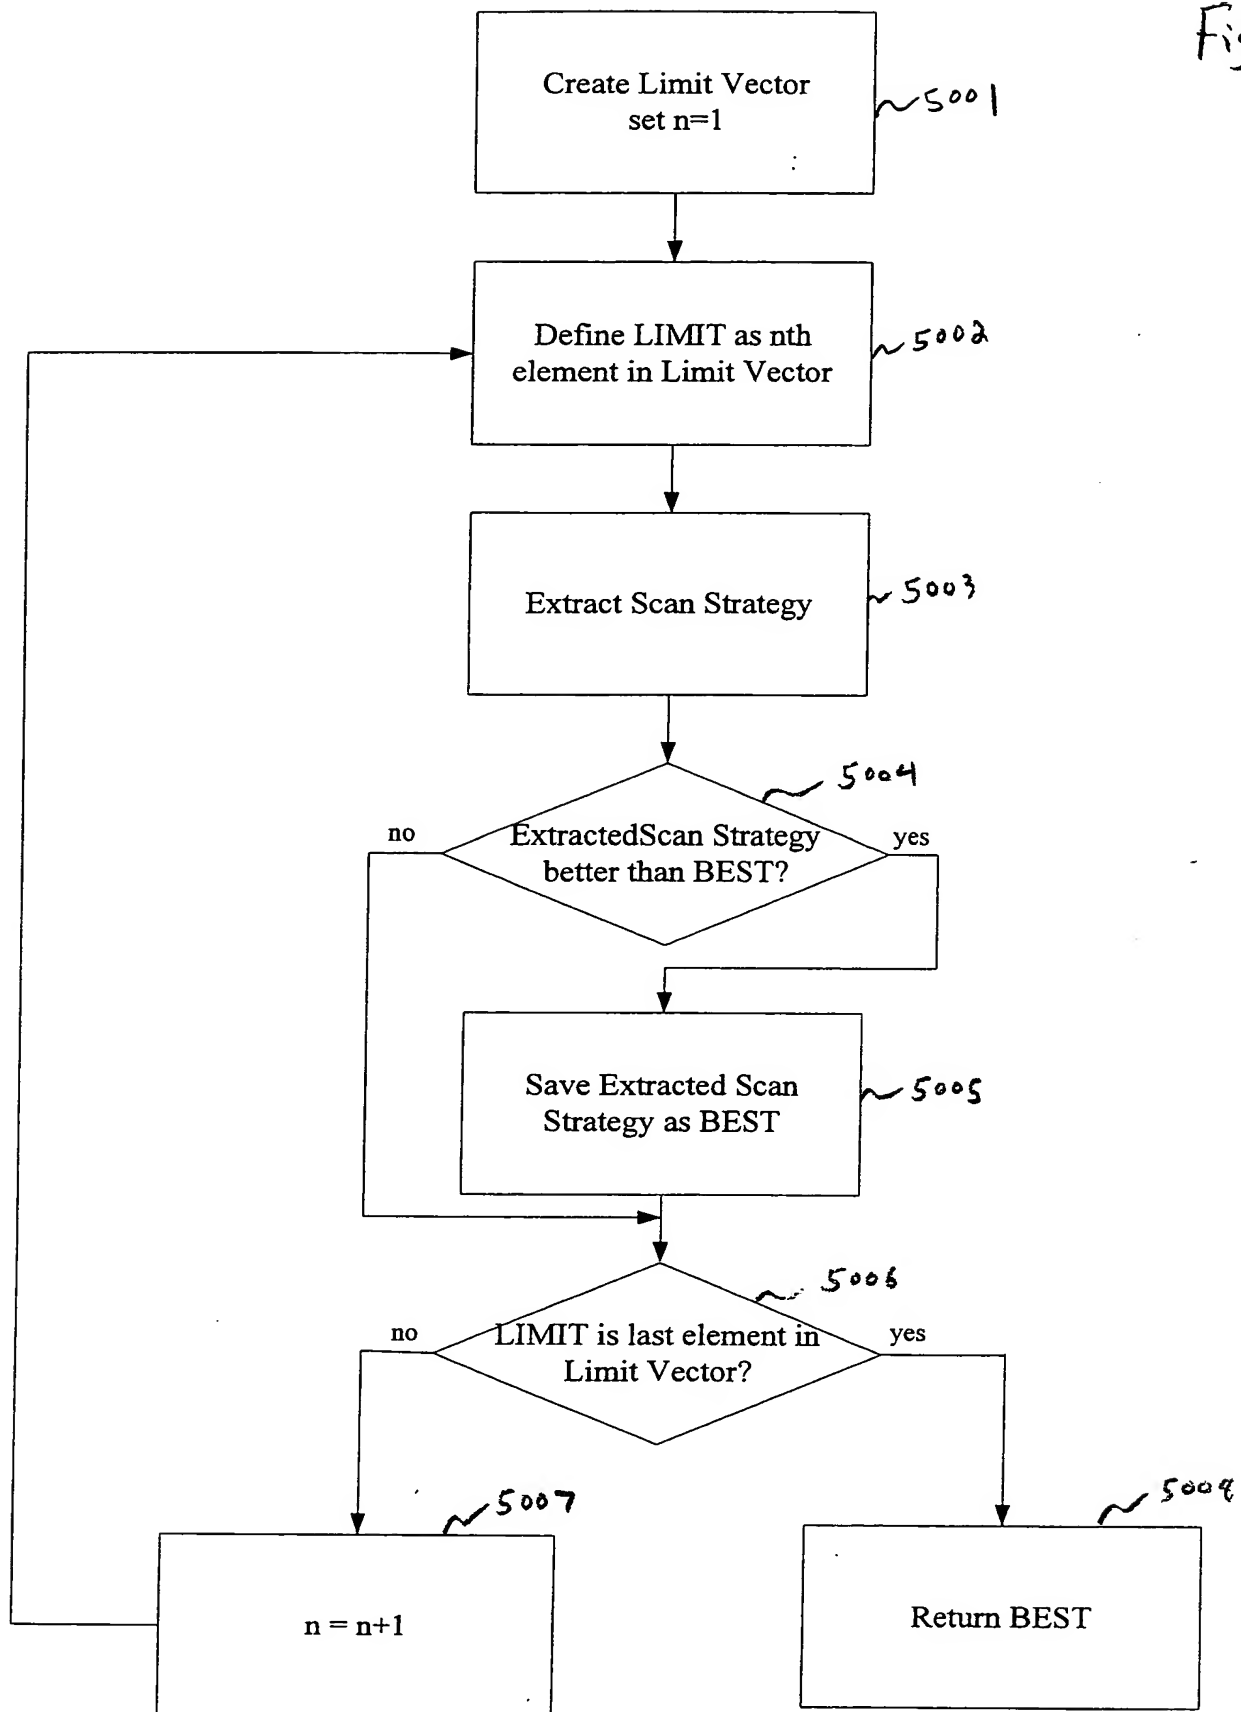 Create Limit Vector
set n=1
5001
Define LIMIT as nth
element in Limit Vector
5002
Extract Scan Strategy
5003
5004
no
ExtractedScan Strategy
better than BEST?
yes
Save Extracted Scan
Strategy as BEST
5005
5006
no
LIMIT is last element in
Limit Vector?
yes
5007
n = n+1
Return BEST